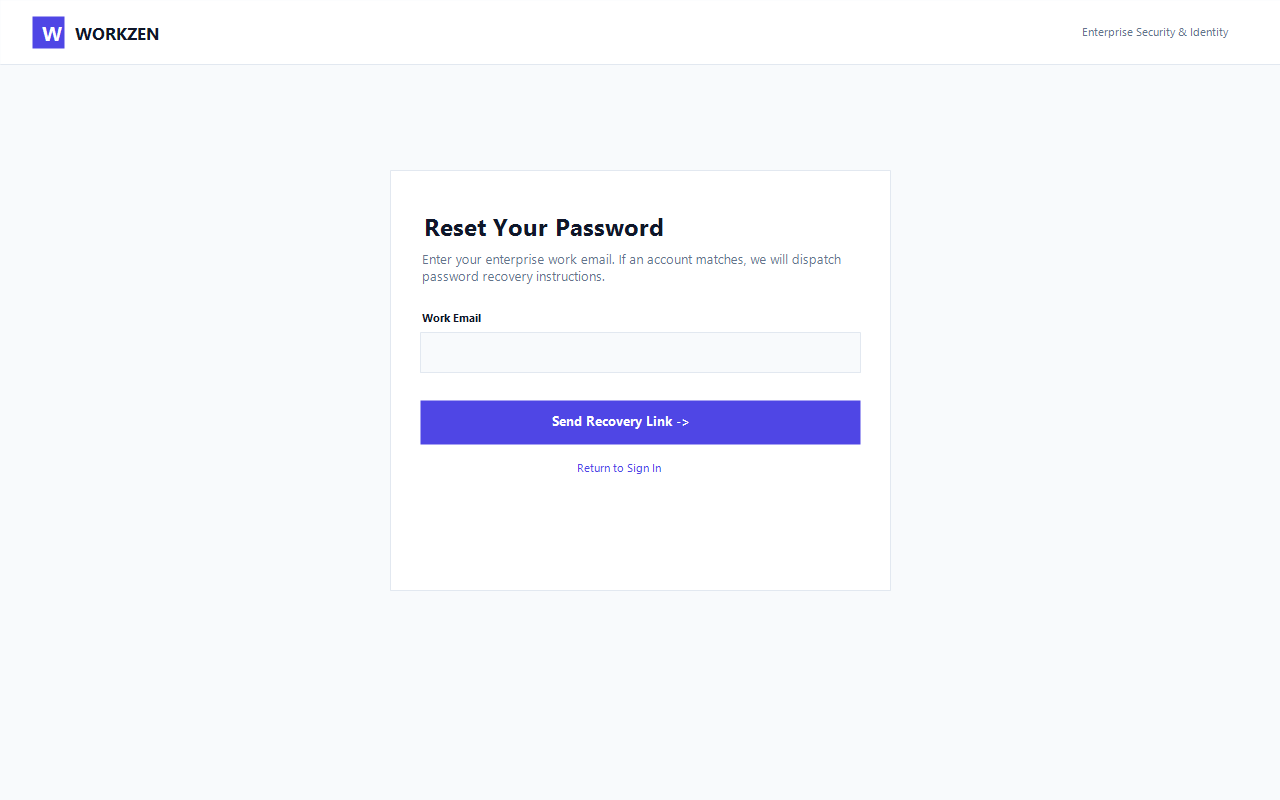 W WORKZEN
Enterprise Security & Identity
Reset Your Password
Enter your enterprise work email. If an account matches, we will dispatch
password recovery instructions.
Work Email
Send Recovery Link ->
Return to Sign In